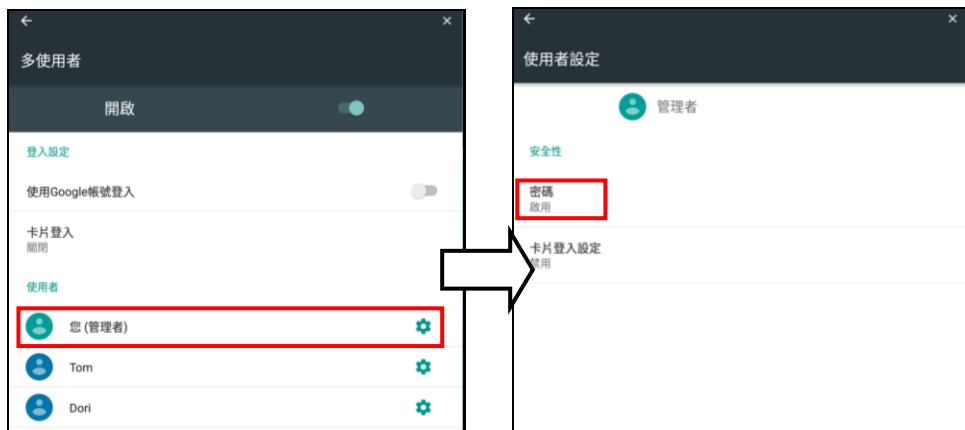 多使用者
開啟
登入設定
使用Google帳號登入
卡片登入
關閉
使用者
您 (管理者)
Tom
Dori
使用者設定
管理者
安全性
密碼
啟用
卡片登入設定
禁用